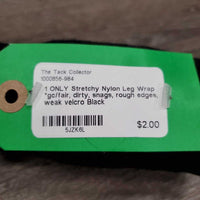 The Tack Collector
1000856-984
1 ONLY Stretchy Nylon Leg Wrap
*gc/fair, dirty, snags, rough edges,
weak velcro Black
5JZK6L
$2.00